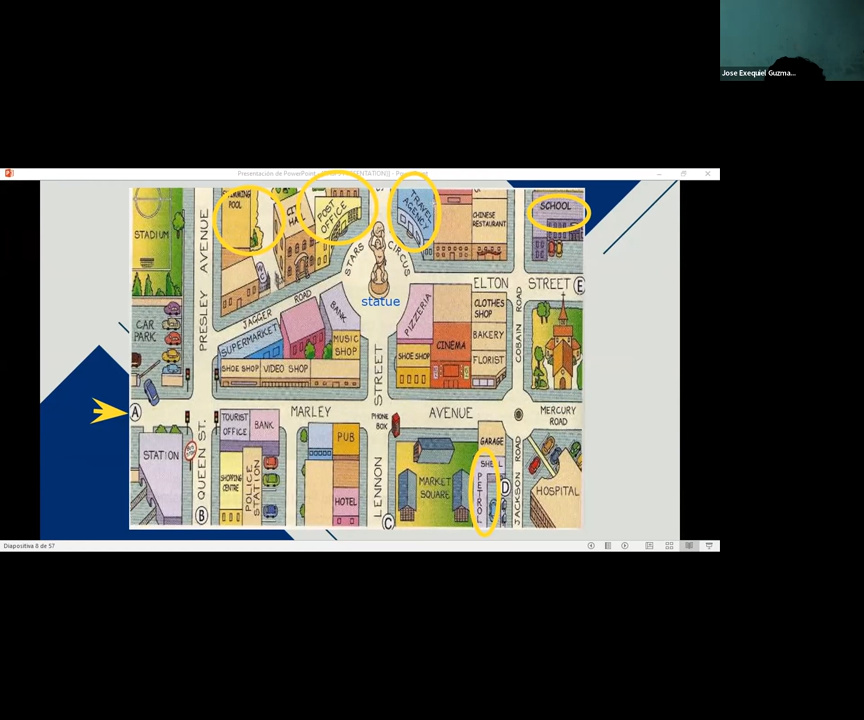 Jose Exequiel Guzma...
POOL
CITY
HALL
POST
OFFICE
TRAVEL
AGENCY
CHINESE
RESTAURANT
SCHOOL
STADIUM
PRESLEY AVENUE
STARS
CIRCUS
statue
ELTON
STREET
E
CAR
PARK
JAGGER
ROAD
BANK
PIZZERIA
CLOTHES
SHOP
COBAIN ROAD
SUPERMARKET
MUSIC
SHOP
SHOE SHOP
CINEMA
BAKERY
FLORIST
SHOE SHOP
VIDEO SHOP
A
MARLEY
LENNON STREET
PHONE
BOX
AVENUE
MERCURY
ROAD
TOURIST
OFFICE
BANK
PUB
GARAGE
STATION
QUEEN ST.
SHELL
PETROL
SHOPPING
CENTRE
POLICE
STATION
MARKET
SQUARE
JACKSON ROAD
HOSPITAL
HOTEL
B
C
D
Diapositiva 8 de 57